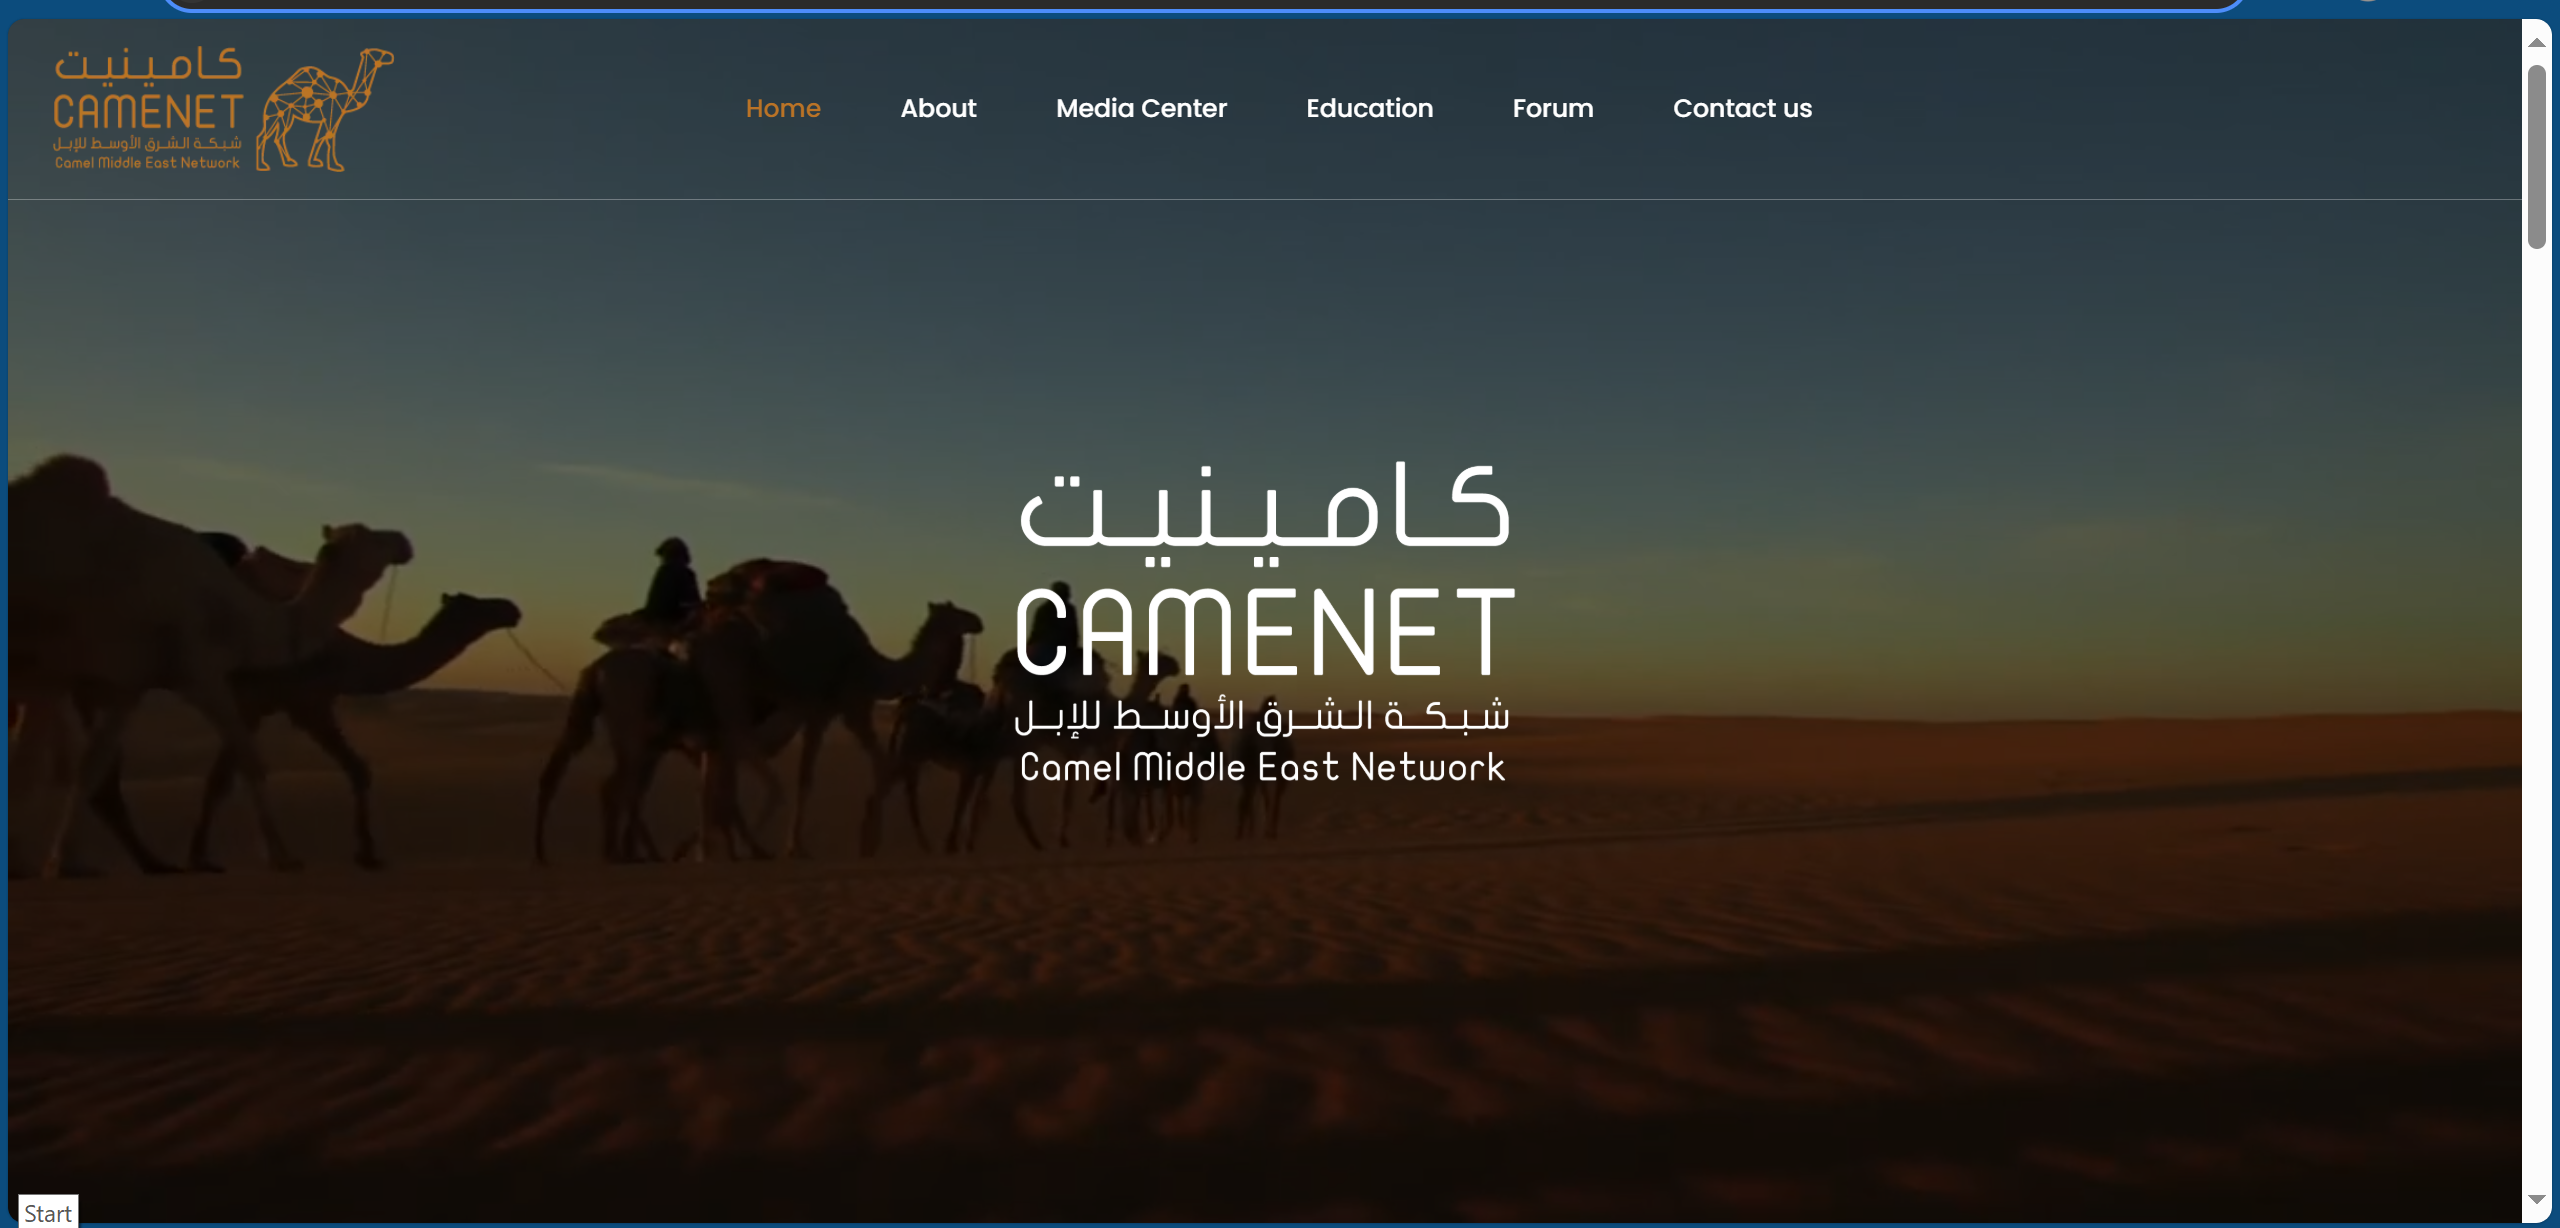 كامينيت
CAMENET
شبكة الشرق الأوسط للإبل
Camel Middle East Network
Home
About
Media Center
Education
Forum
Contact us
كامينيت
CAMENET
شبكة الشرق الأوسط للإبل
Camel Middle East Network
Start